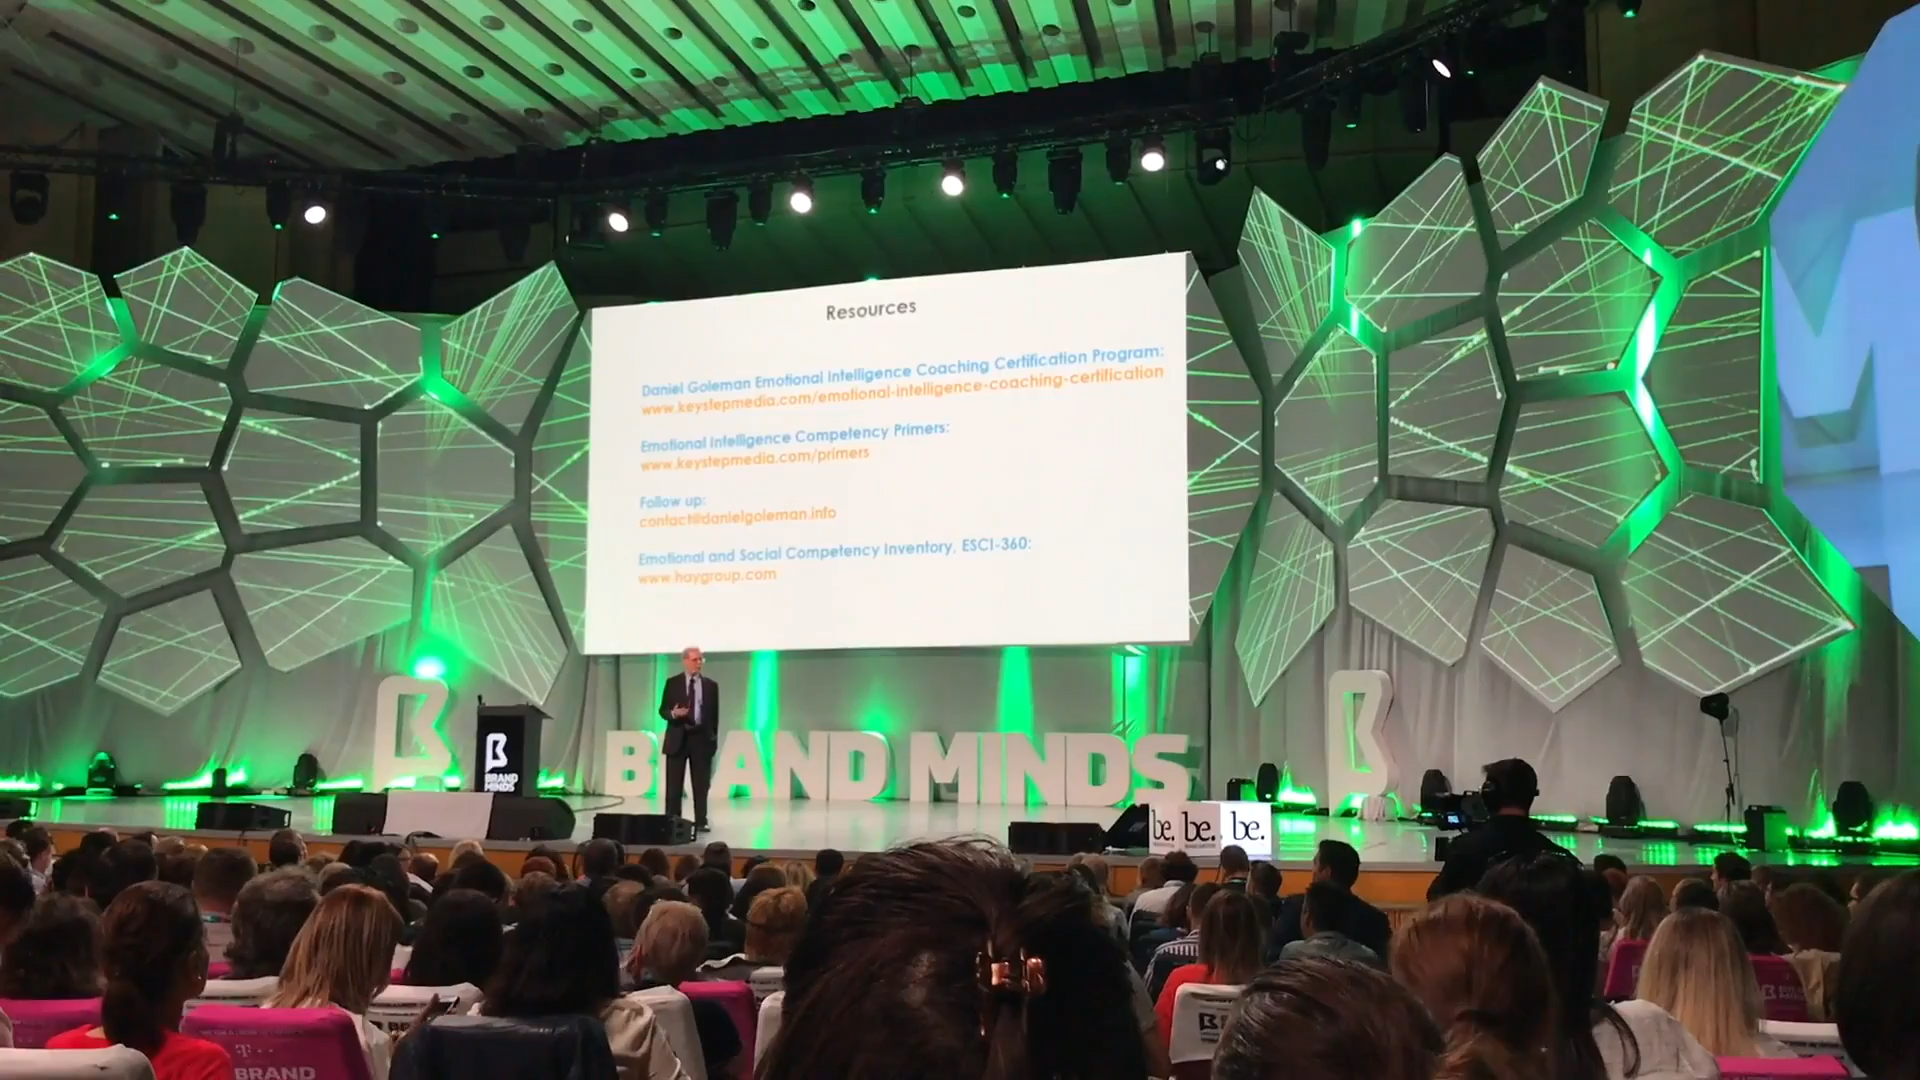 Resources
Daniel Goleman Emotional Intelligence Coaching Certification Program:
www.keystepmedia.com/emotional-intelligence-coaching-certification
Emotional Intelligence Competency Primers:
www.keystepmedia.com/primers
Follow up:
contact@danielgoleman.info
Emotional and Social Competency Inventory, ESCI-360:
www.haygroup.com
BRAND MINDS
BRAND
MINDS
be. be. be.
BRAND